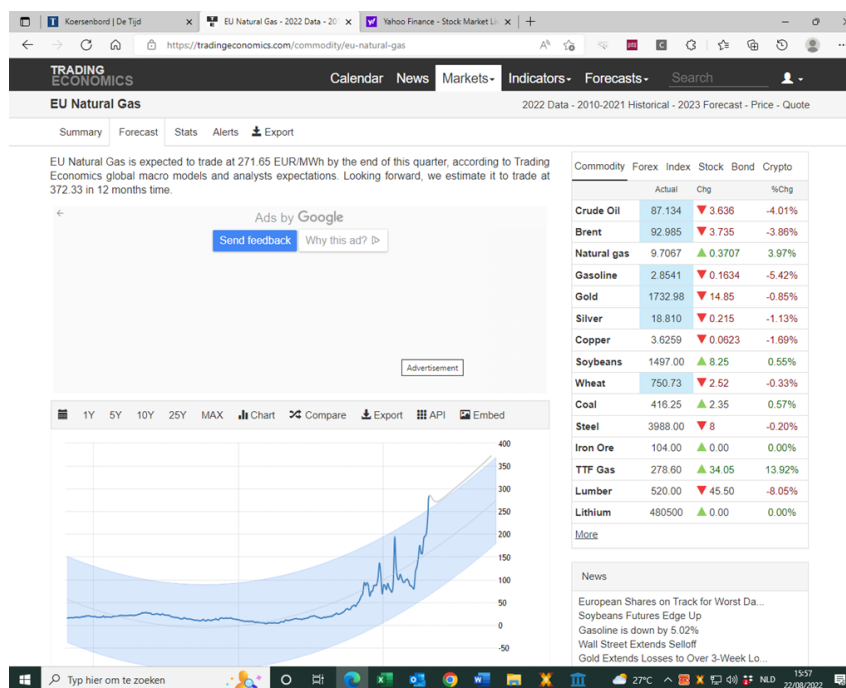 Koersenbord | De Tijd
EU Natural Gas - 2022 Data - 20
Yahoo Finance - Stock Market Li
https://tradingeconomics.com/commodity/eu-natural-gas
TRADING
ECONOMICS
Calendar News Markets Indicators Forecasts Search
EU Natural Gas
2022 Data - 2010-2021 Historical - 2023 Forecast - Price - Quote
Summary Forecast Stats Alerts Export
EU Natural Gas is expected to trade at 271.65 EUR/MWh by the end of this quarter, according to Trading
Economics global macro models and analysts expectations. Looking forward, we estimate it to trade at
372.33 in 12 months time.
Ads by Google
Send feedback Why this ad?
Advertisement
1Y 5Y 10Y 25Y MAX Chart Compare Export API Embed
400
350
300
250
200
150
100
50
0
-50
Commodity Forex Index Stock Bond Crypto
Actual Chg %Chg
Crude Oil 87.134 3.636 -4.01%
Brent 92.985 3.735 -3.86%
Natural gas 9.7067 0.3707 3.97%
Gasoline 2.8541 0.1634 -5.42%
Gold 1732.98 14.85 -0.85%
Silver 18.810 0.215 -1.13%
Copper 3.6259 0.0623 -1.69%
Soybeans 1497.00 8.25 0.55%
Wheat 750.73 2.52 -0.33%
Coal 416.25 2.35 0.57%
Steel 3988.00 8 -0.20%
Iron Ore 104.00 0.00 0.00%
TTF Gas 278.60 34.05 13.92%
Lumber 520.00 45.50 -8.05%
Lithium 480500 0.00 0.00%
More
News
European Shares on Track for Worst Da...
Soybeans Futures Edge Up
Gasoline is down by 5.02%
Wall Street Extends Selloff
Gold Extends Losses to Over 3-Week Lo...
Typ hier om te zoeken
27°C
NLD
15:57
22/08/2022